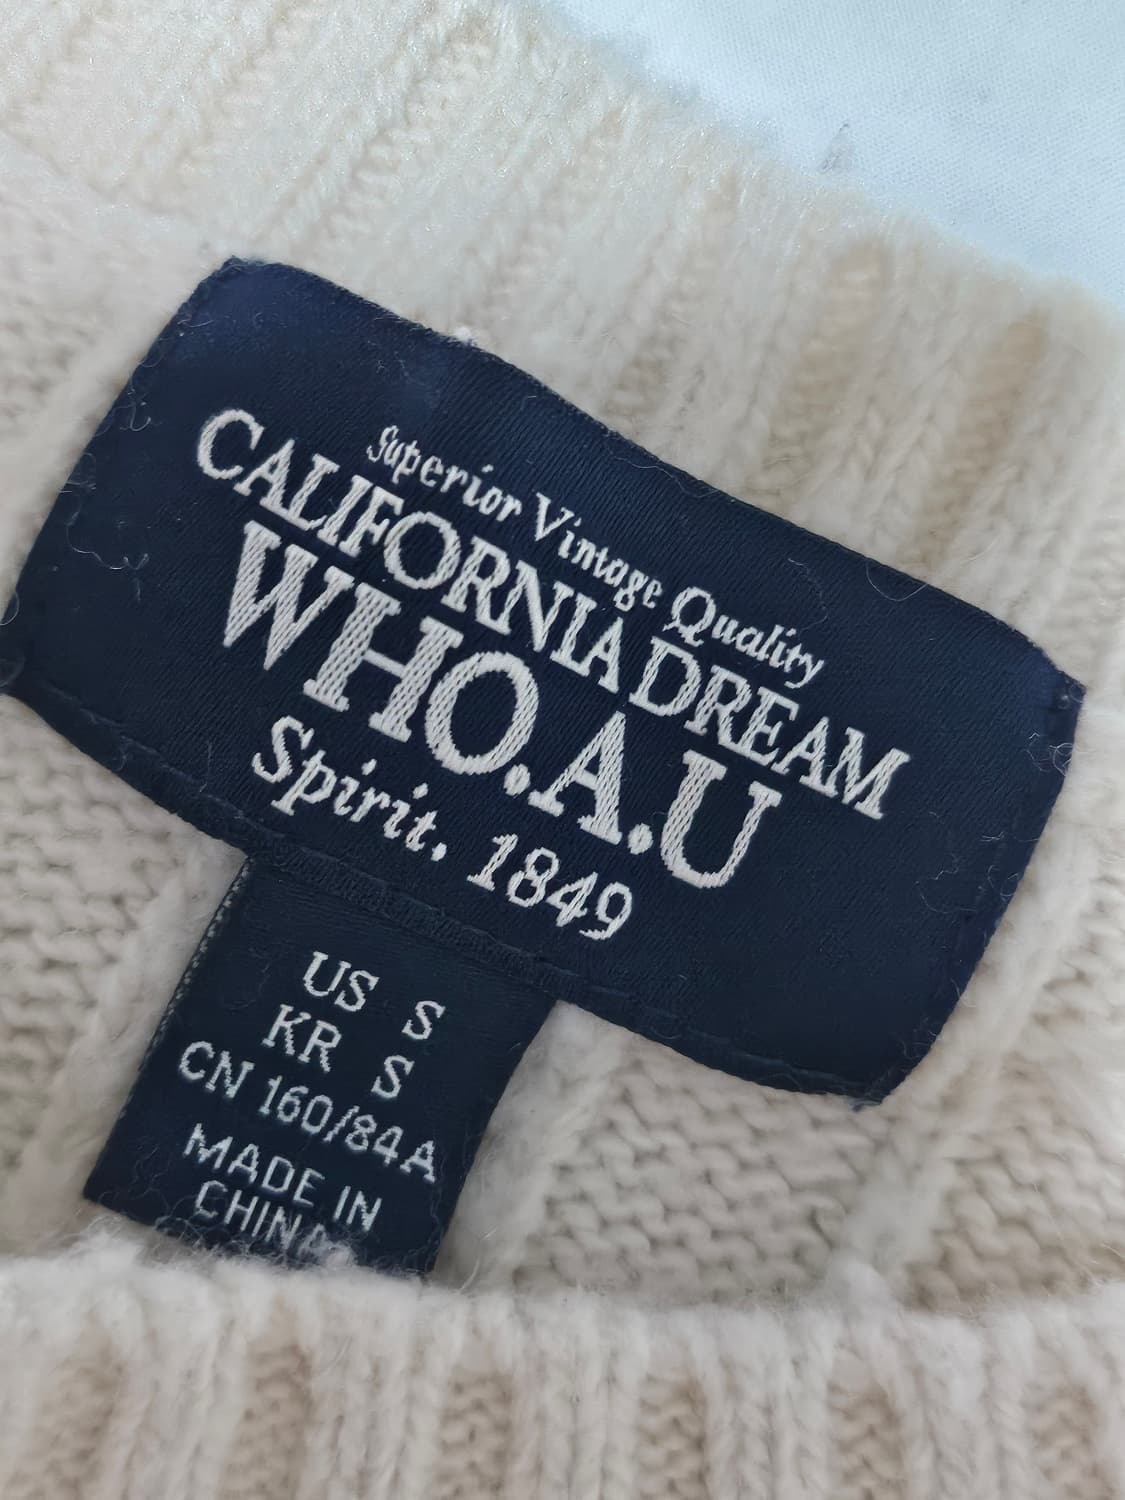 Superior Vintage Quality
CALIFORNIA DREAM
WHO.A.U
Spirit. 1849
US S
KR S
CN 160/84A
MADE IN
CHINA